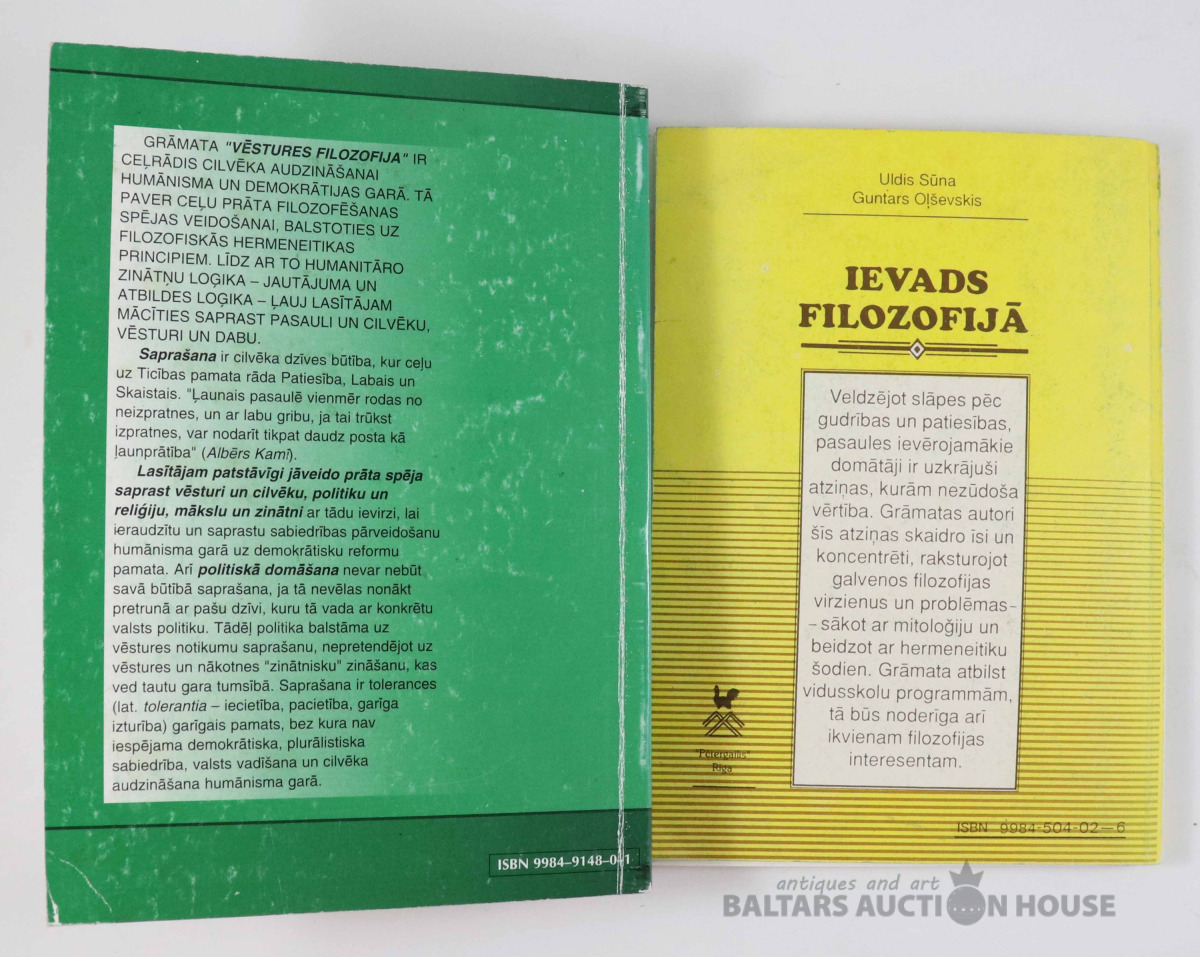 GRĀMATA "VĒSTURES FILOZOFIJA" IR
CEĻRĀDIS CILVĒKA AUDZINĀŠANAI
HUMĀNISMA UN DEMOKRĀTIJAS GARĀ. TĀ
PAVER CEĻU PRĀTA FILOZOFĒŠANAS
SPĒJAS VEIDOŠANAI, BALSTOTIES UZ
FILOZOFISKĀS HERMENEITIKAS
PRINCIPIEM. LĪDZ AR TO HUMANITĀRO
ZINĀTŅU LOĢIKA – JAUTĀJUMA UN
ATBILDES LOĢIKA – ĻAUJ LASĪTĀJAM
MĀCĪTIES SAPRAST PASAULI UN CILVĒKU,
VĒSTURI UN DABU.
Saprašana ir cilvēka dzīves būtība, kur ceļu
uz Ticības pamata rāda Patiesība, Labais un
Skaistais. "Ļaunais pasaulē vienmēr rodas no
neizpratnes, un ar labu gribu, ja tai trūkst
izpratnes, var nodarīt tikpat daudz posta kā
ļaunprātība" (Albērs Kamī).
Lasītājam patstāvīgi jāveido prāta spēja
saprast vēsturi un cilvēku, politiku un
reliģiju, mākslu un zinātni ar tādu ievirzi, lai
ieraudzītu un saprastu sabiedrības pārveidošanu
humānisma garā uz demokrātisku reformu
pamata. Arī politiskā domāšana nevar nebūt
savā būtībā saprašana, ja tā nevēlas nonākt
pretrunā ar pašu dzīvi, kuru tā vada ar konkrētu
valsts politiku. Tādēļ politika balstāma uz
vēstures notikumu saprašanu, nepretendējot uz
vēstures un nākotnes "zinātnisku" zināšanu, kas
ved tautu gara tumsībā. Saprašana ir tolerances
(lat. tolerantia – iecietība, pacietība, garīga
izturība) garīgais pamats, bez kura nav
iespējama demokrātiska, plurālistiska
sabiedrība, valsts vadīšana un cilvēka
audzināšana humānisma garā.
ISBN 9984–9148–0–1
Uldis Sūna
Guntars Oļševskis
IEVADS
FILOZOFIJĀ
Veldzējot slāpes pēc
gudrības un patiesības,
pasaules ievērojamākie
domātāji ir uzkrājuši
atziņas, kurām nezūdoša
vērtība. Grāmatas autori
šīs atziņas skaidro īsi un
koncentrēti, raksturojot
galvenos filozofijas
virzienus un problēmas–
–sākot ar mitoloģiju un
beidzot ar hermeneitiku
šodien. Grāmata atbilst
vidusskolu programmām,
tā būs noderīga arī
ikvienam filozofijas
interesentam.
"Pētergailis"
Rīga
ISBN 9984-504-02–6
antiques and art
BALTARS AUCTION HOUSE